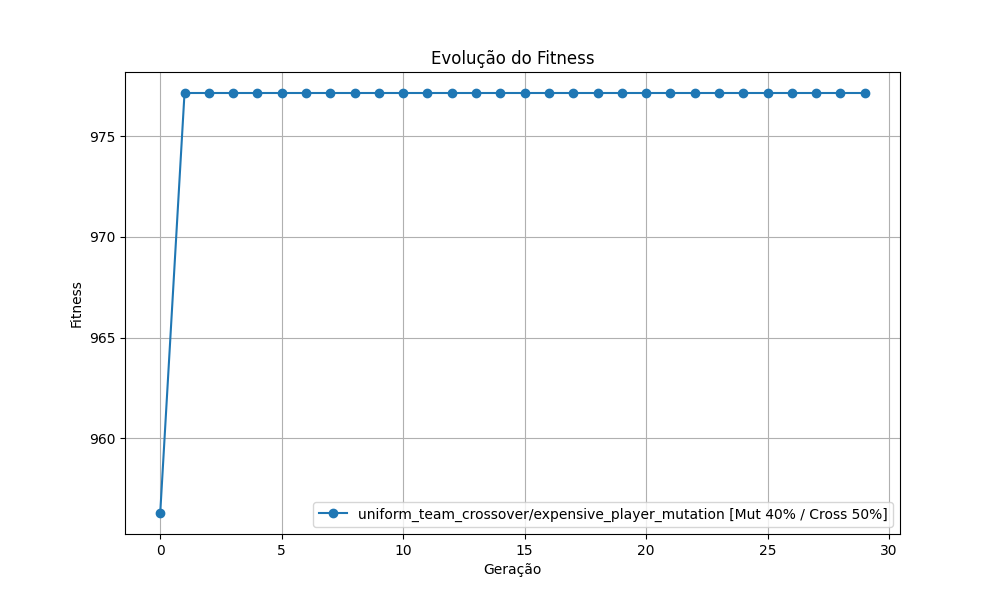 Evolução do Fitness
Fitness
975
970
965
960
0 5 10 15 20 25 30
Geração
uniform_team_crossover/expensive_player_mutation [Mut 40% / Cross 50%]